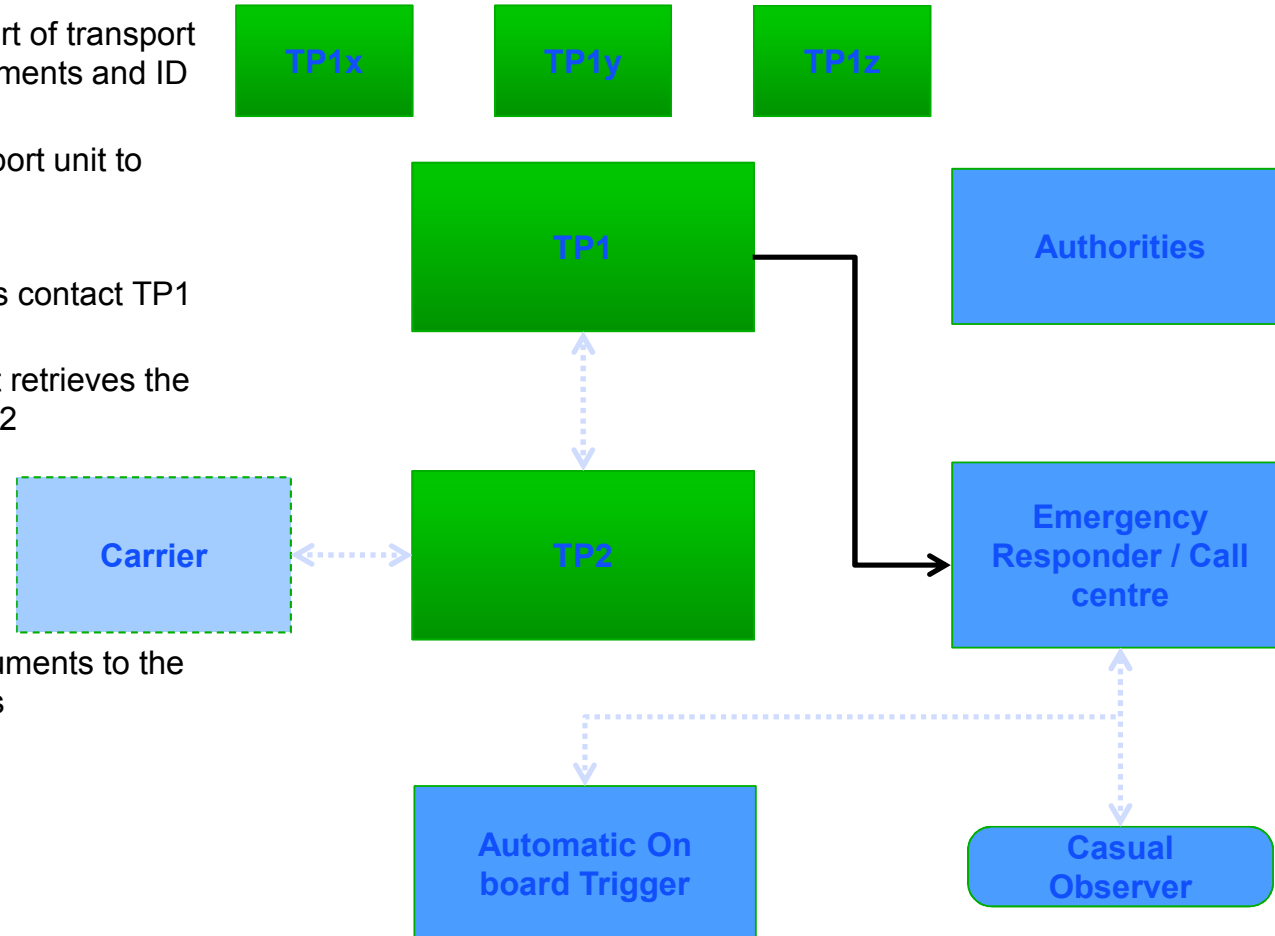 rt of transport
ments and ID
port unit to
s contact TP1
t retrieves the
2
uments to the
s
TP1x
TP1y
TP1z
TP1
Authorities
Carrier
TP2
Emergency
Responder / Call
centre
Automatic On
board Trigger
Casual
Observer